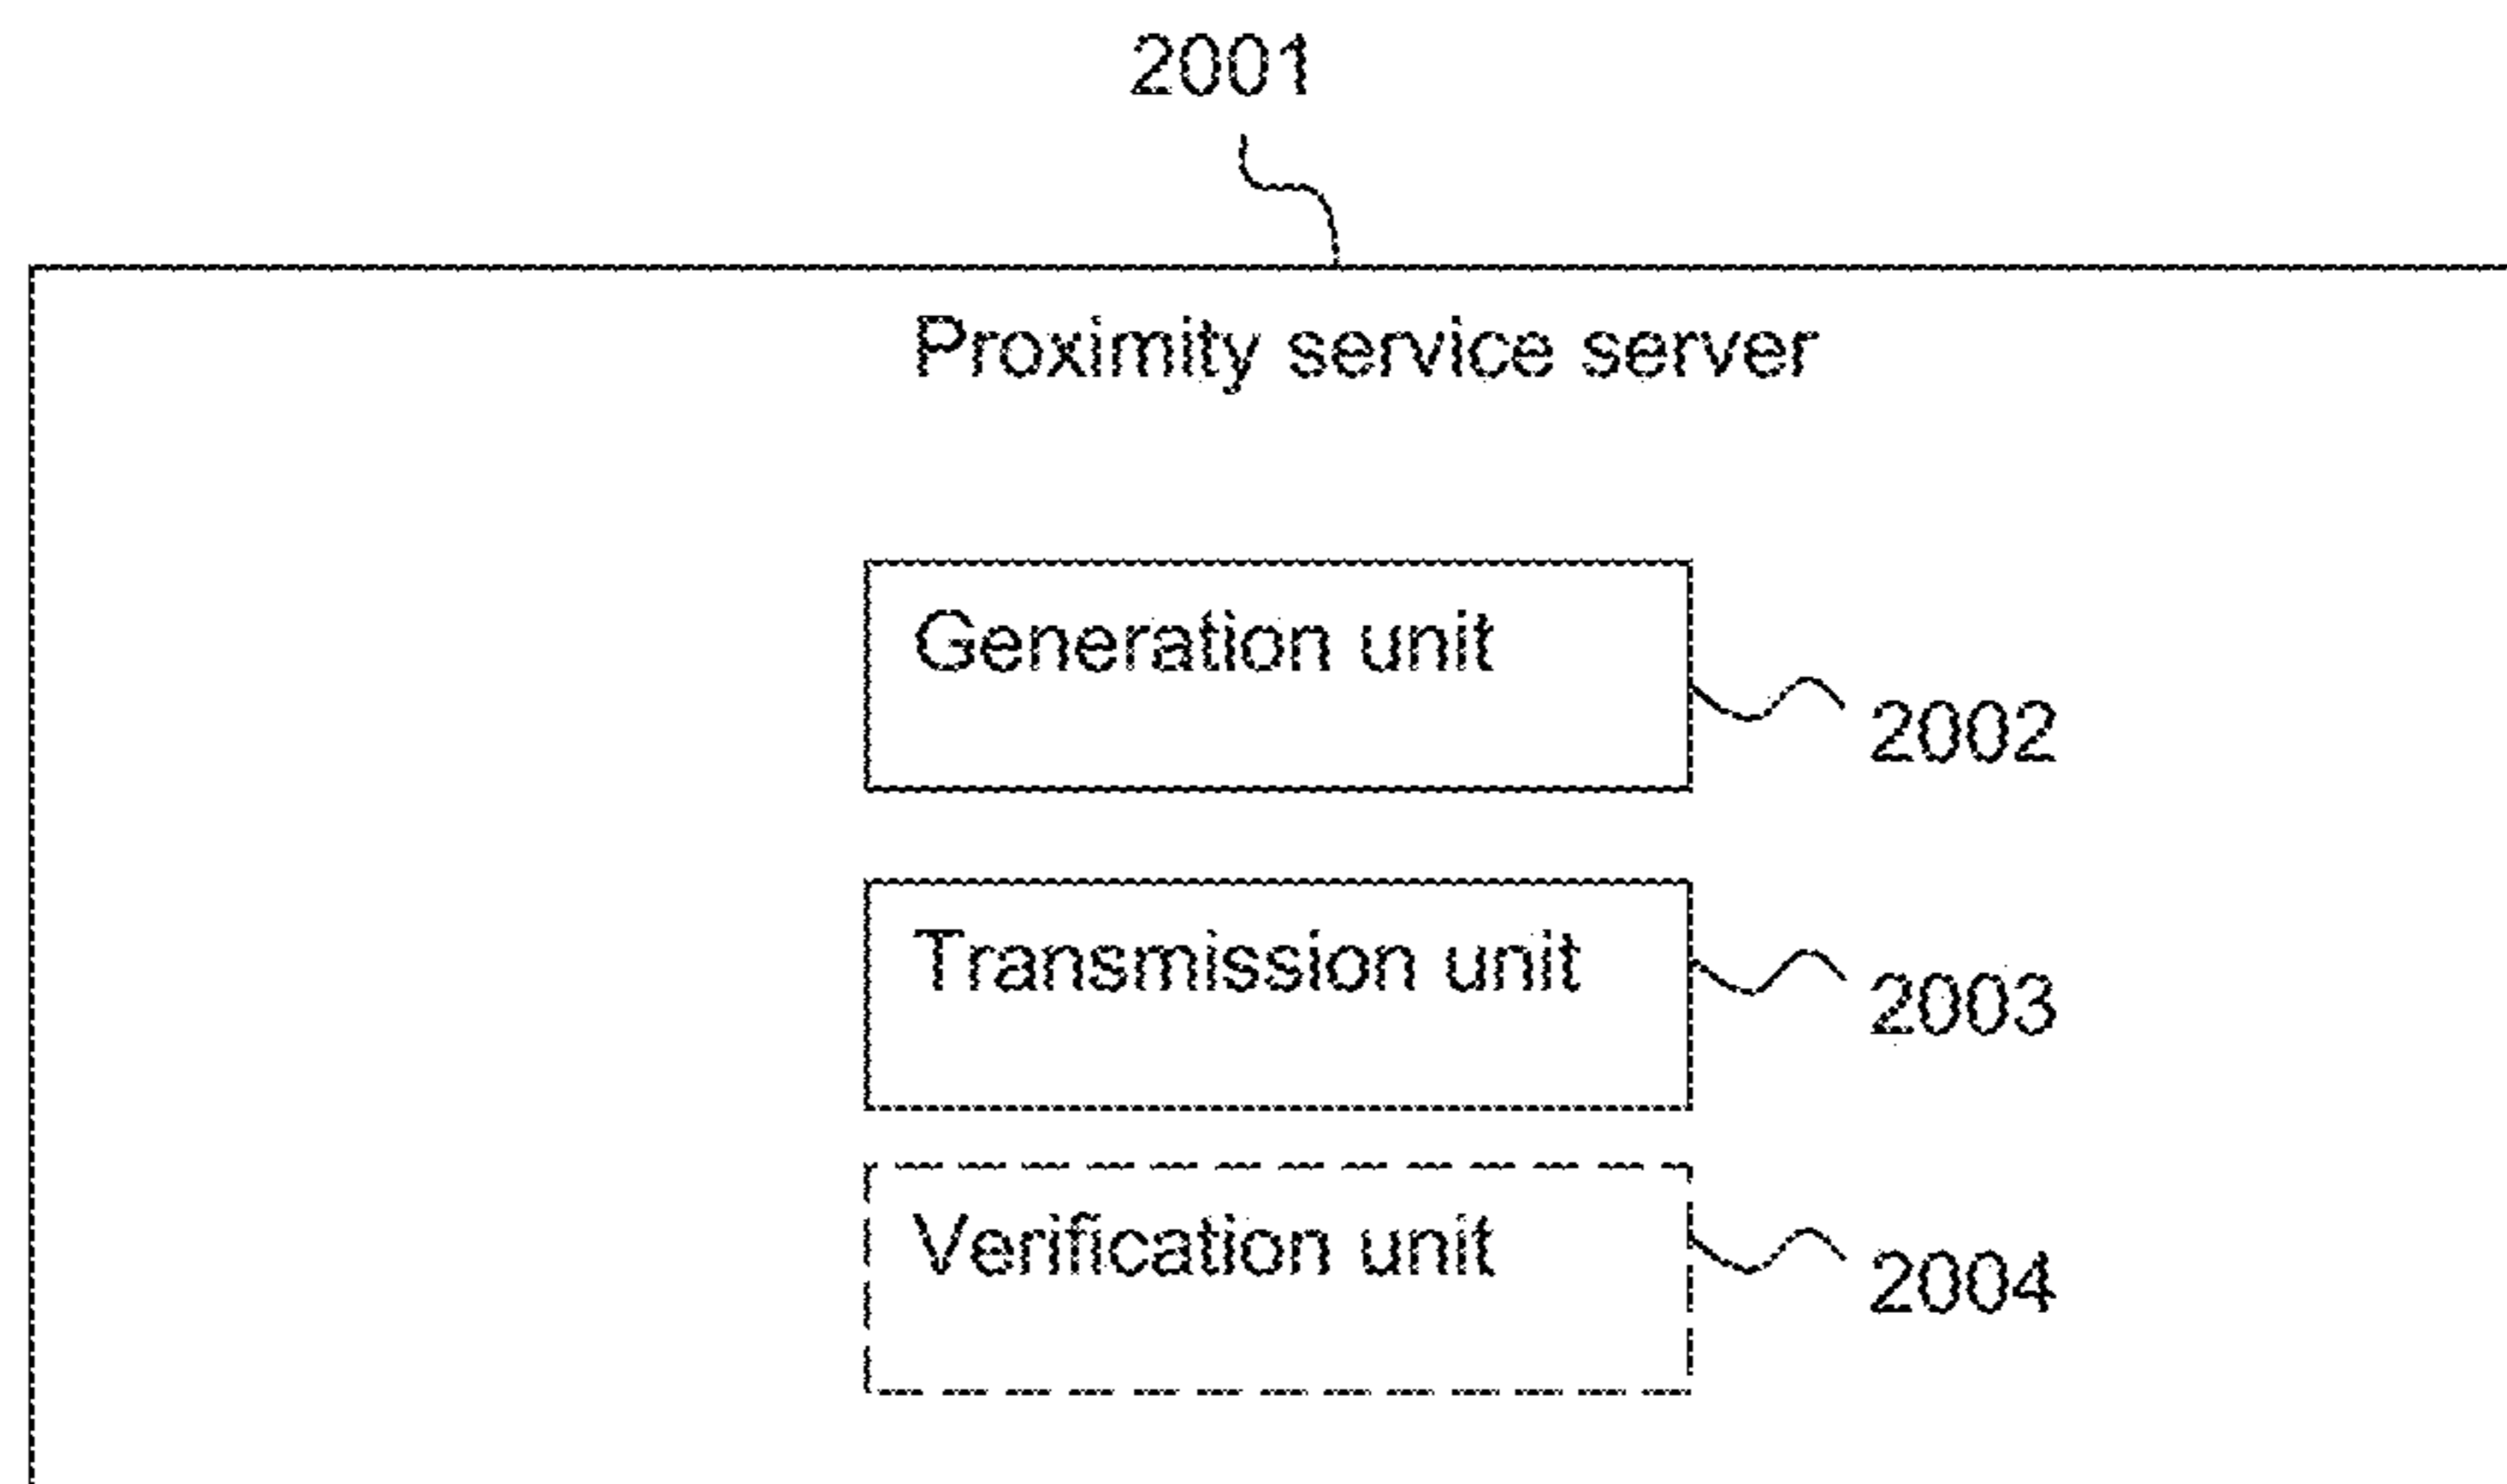 2001
Proximity service server
Generation unit
2002
Transmission unit
2003
Verification unit
2004